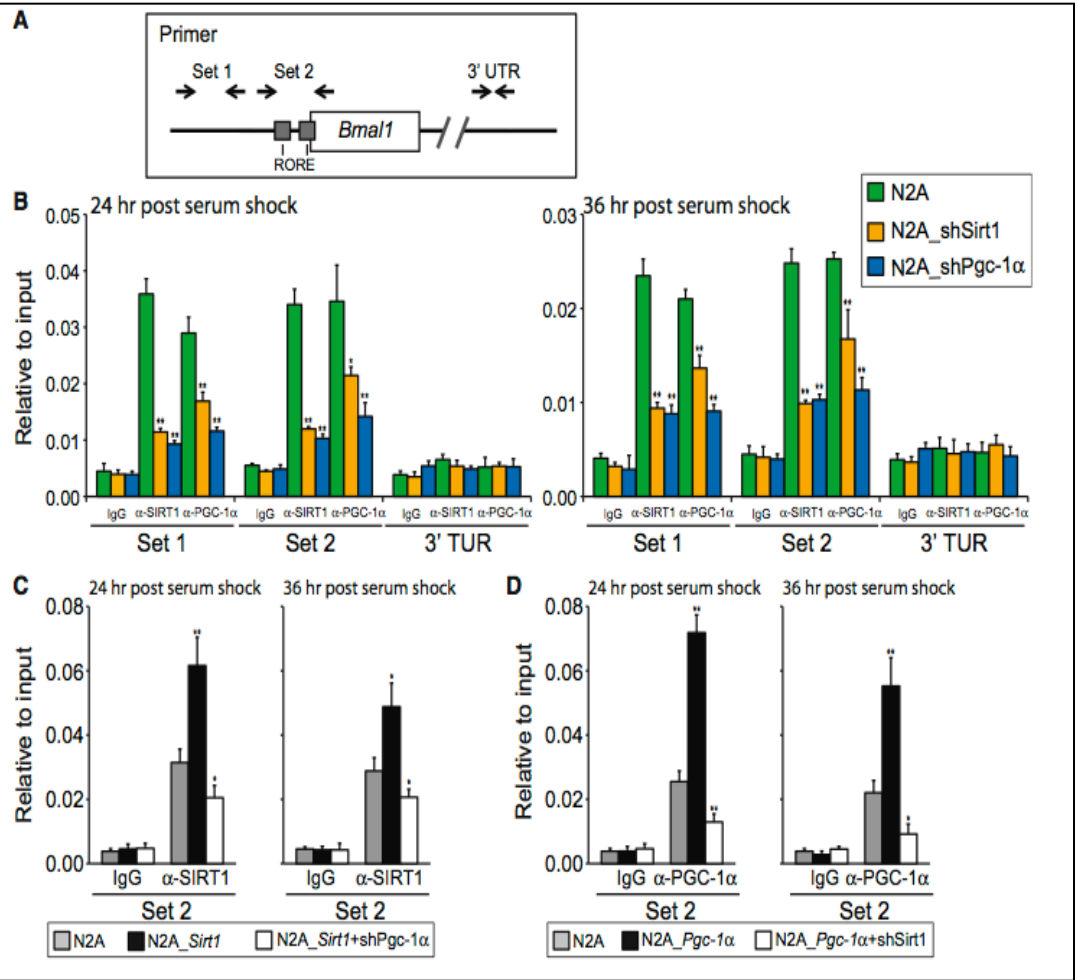 A
Primer
Set 1 Set 2 3' UTR
Bmal1
RORE
B
24 hr post serum shock
36 hr post serum shock
N2A
N2A_shSirt1
N2A_shPgc-1α
Relative to input
0.05
0.04
0.03
0.02
0.01
0.00
** ** ** ** ** ** * **
IgG α-SIRT1 α-PGC-1α IgG α-SIRT1 α-PGC-1α IgG α-SIRT1 α-PGC-1α
Set 1 Set 2 3' TUR
0.03
0.02
0.01
0.00
** ** ** ** ** ** ** **
IgG α-SIRT1 α-PGC-1α IgG α-SIRT1 α-PGC-1α IgG α-SIRT1 α-PGC-1α
Set 1 Set 2 3' TUR
C
24 hr post serum shock 36 hr post serum shock
Relative to input
0.08
0.06
0.04
0.02
0.00
** *
* *
IgG α-SIRT1 IgG α-SIRT1
Set 2 Set 2
N2A N2A_Sirt1 N2A_Sirt1+shPgc-1α
D
24 hr post serum shock 36 hr post serum shock
Relative to input
0.08
0.06
0.04
0.02
0.00
** **
** *
IgG α-PGC-1α IgG α-PGC-1α
Set 2 Set 2
N2A N2A_Pgc-1α N2A_Pgc-1α+shSirt1